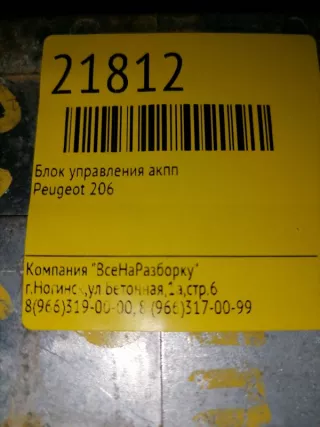 21812
Блок управления акпп
Peugeot 206
Компания "ВсеНаРазборку"
г.Ногинск,ул Веточная,1а,стр.6
8(966)319-00-00, 8 (966)317-00-99